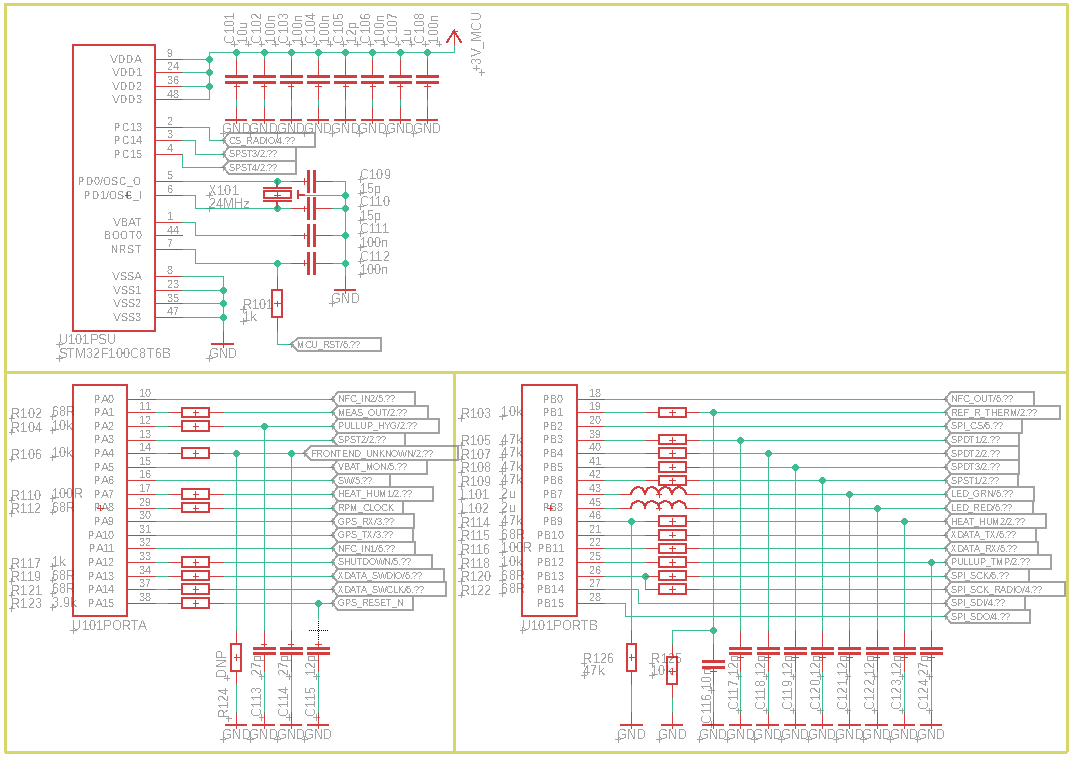 C101 10u
C102 100n
C103 100n
C104 100n
C105 12p
C106 100n
C107 1u
C108 100n
+3V_MCU
VDDA 9
VDD1 24
VDD2 36
VDD3 48
GND GND GND GND GND GND GND GND
PC13 2
CS_RADIO/4.??
PC14 3
SPST3/2.??
PC15 4
SPST4/2.??
PD0/OSC_O 5
PD1/OSC_I 6
X101
24MHz
C109
15p
C110
15p
C111
100n
C112
100n
VBAT 1
BOOT0 44
NRST 7
VSSA 8
VSS1 23
VSS2 35
VSS3 47
GND
R101
1k
MCU_RST/6.??
U101PSU
STM32F100C8T6B
GND
PA0 10 NFC_IN2/5.??
R102 68R PA1 11 MEAS_OUT/2.??
R104 10k PA2 12 PULLUP_HYG/2.??
PA3 13 SPST2/2.??
R106 10k PA4 14 FRONTEND_UNKNOWN/2.??
PA5 15 VBAT_MON/5.??
PA6 16 SW/5.??
R110 100R PA7 17 HEAT_HUM1/2.??
R112 68R PA8 29 RPM_CLOCK
PA9 30 GPS_RX/3.??
PA10 31 GPS_TX/3.??
PA11 32 NFC_IN1/5.??
R117 1k PA12 33 SHUTDOWN/5.??
R119 68R PA13 34 XDATA_SWDIO/6.??
R121 68R PA14 37 XDATA_SWCLK/6.??
R123 3.9k PA15 38 GPS_RESET_N
U101PORTA
R124 DNP
C113 27p
C114 27p
C115 12p
GND GND GND GND
PB0 18 NFC_OUT/5.??
R103 10k PB1 19 REF_R_THERM/2.??
PB2 20 SPI_CS/6.??
R105 47k PB3 39 SPDT1/2.??
R107 47k PB4 40 SPDT2/2.??
R108 47k PB5 41 SPDT3/2.??
R109 47k PB6 42 SPST1/2.??
L101 2u PB7 43 LED_GRN/6.??
L102 2u PB8 45 LED_RED/6.??
R114 47k PB9 46 HEAT_HUM2/2.??
R115 68R PB10 21 XDATA_TX/6.??
R116 100R PB11 22 XDATA_RX/6.??
R118 10k PB12 25 PULLUP_TMP/2.??
R120 68R PB13 26 SPI_SCK/6.??
R122 68R PB14 27 SPI_SCK_RADIO/4.??
PB15 28 SPI_SDI/4.??
SPI_SDO/4.??
U101PORTB
R126
47k
R125
C116 10n
C117 12p
C118 12p
C119 12p
C120 12p
C121 12p
C122 12p
C123 12p
C124 27p
GND GND GND GND GND GND GND GND GND GND GND